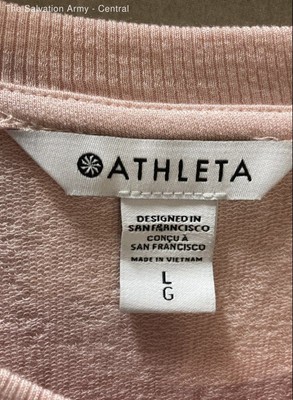 The Salvation Army - Central
ATHLETA
DESIGNED IN
SAN FRANCISCO
CONÇU À
SAN FRANCISCO
MADE IN VIETNAM
L
G